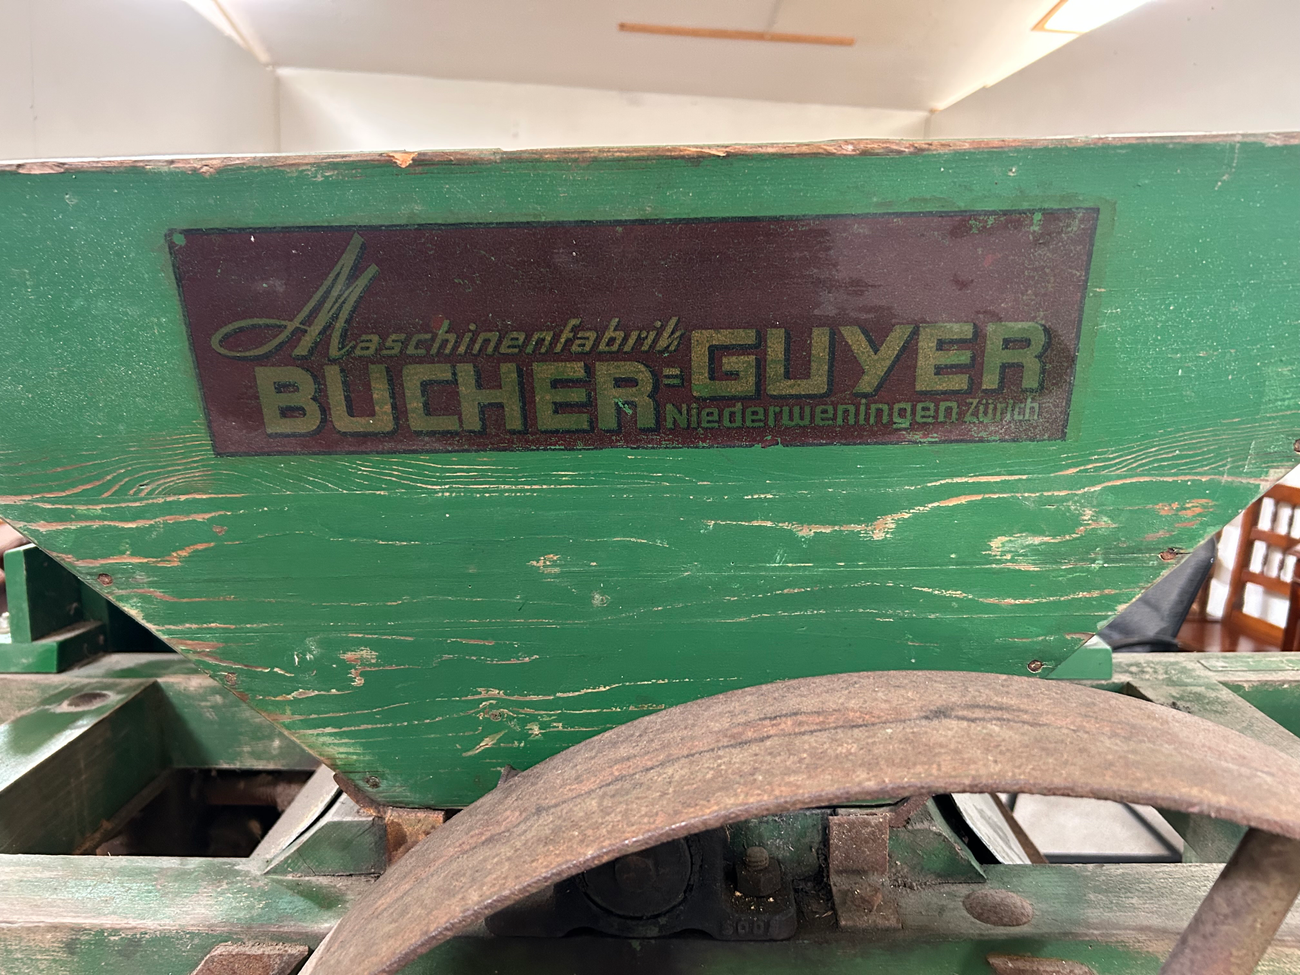 Maschinenfabrik
BUCHER=GUYER
Niederweningen Zürich